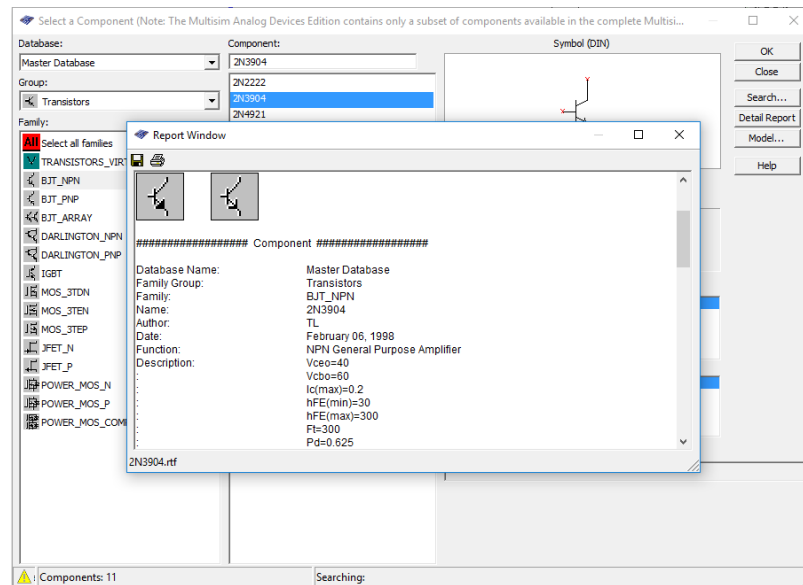 Select a Component (Note: The Multisim Analog Devices Edition contains only a subset of components available in the complete Multisi...
Database:
Master Database
Group:
Transistors
Family:
All Select all families
TRANSISTORS_VIRT
BJT_NPN
BJT_PNP
BJT_ARRAY
DARLINGTON_NPN
DARLINGTON_PNP
IGBT
MOS_3TDN
MOS_3TEN
MOS_3TEP
JFET_N
JFET_P
POWER_MOS_N
POWER_MOS_P
POWER_MOS_COM
Component:
2N3904
2N2222
2N3904
2N4921
Symbol (DIN)
OK
Close
Search...
Detail Report
Model...
Help
Report Window
################## Component ##################
Database Name: Master Database
Family Group: Transistors
Family: BJT_NPN
Name: 2N3904
Author: TL
Date: February 06, 1998
Function: NPN General Purpose Amplifier
Description: Vceo=40
: Vcbo=60
: Ic(max)=0.2
: hFE(min)=30
: hFE(max)=300
: Ft=300
: Pd=0.625
2N3904.rtf
Components: 11
Searching: